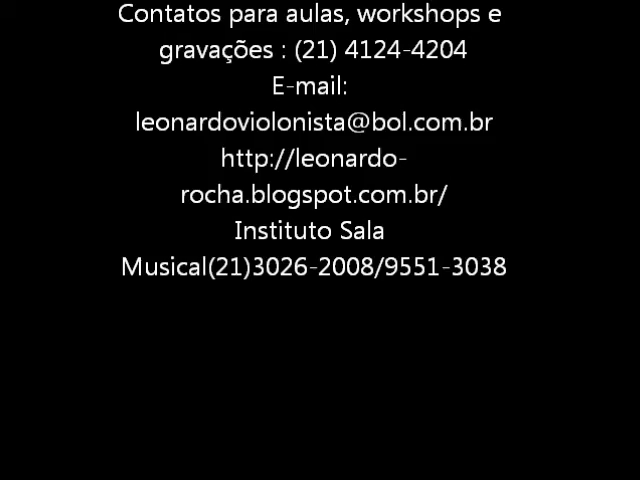 Contatos para aulas, workshops e
gravações : (21) 4124-4204
E-mail:
leonardoviolonista@bol.com.br
http://leonardo-
rocha.blogspot.com.br/
Instituto Sala
Musical(21)3026-2008/9551-3038